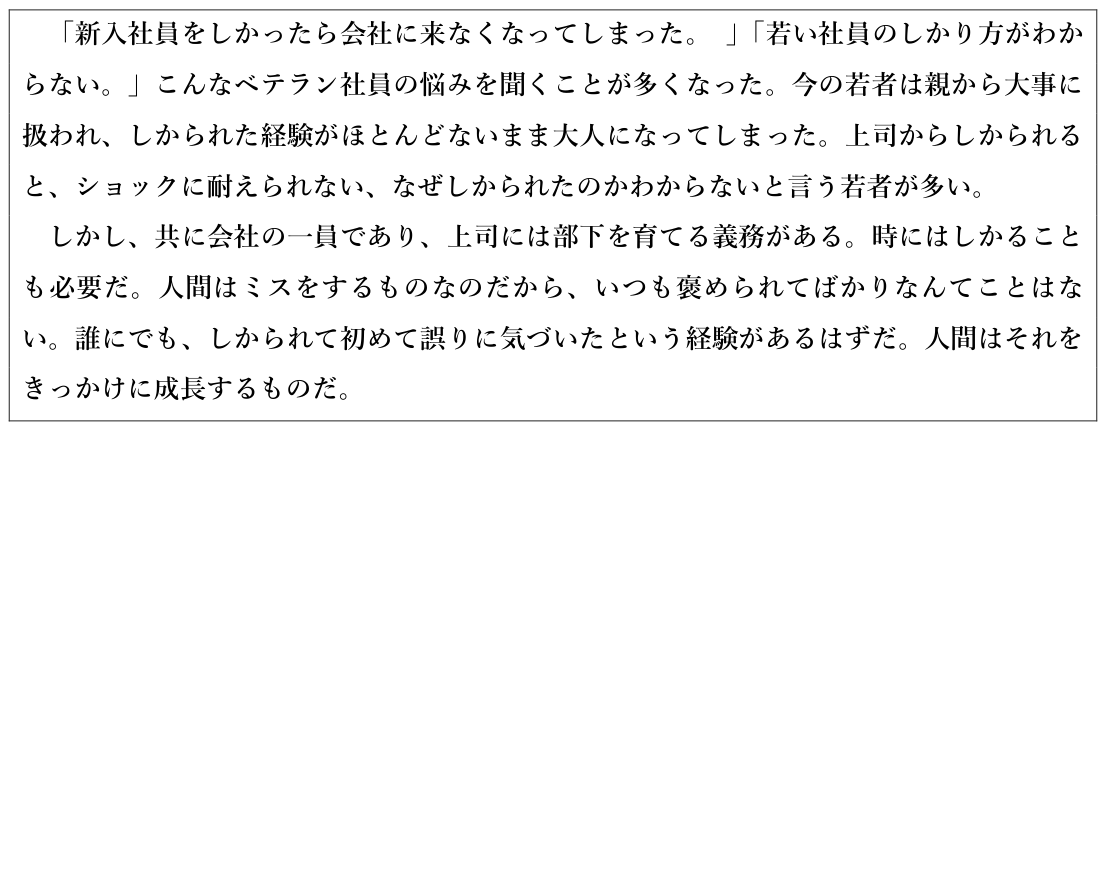 「新入社員をしかったら会社に来なくなってしまった。　」「若い社員のしかり方がわか
らない。」こんなベテラン社員の悩みを聞くことが多くなった。今の若者は親から大事に
扱われ、しかられた経験がほとんどないまま大人になってしまった。上司からしかられる
と、ショックに耐えられない、なぜしかられたのかわからないと言う若者が多い。
しかし、共に会社の一員であり、上司には部下を育てる義務がある。時にはしかること
も必要だ。人間はミスをするものなのだから、いつも褒められてばかりなんてことはな
い。誰にでも、しかられて初めて誤りに気づいたという経験があるはずだ。人間はそれを
きっかけに成長するものだ。